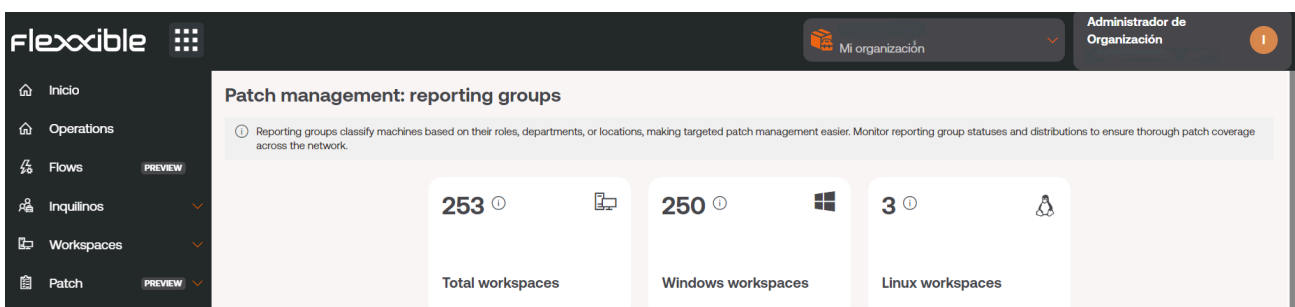 Flexxible
Mi organización
Administrador de
Organización
I
Inicio
Operations
Flows PREVIEW
Inquilinos
Workspaces
Patch PREVIEW
Patch management: reporting groups
Reporting groups classify machines based on their roles, departments, or locations, making targeted patch management easier. Monitor reporting group statuses and distributions to ensure thorough patch coverage
across the network.
253
Total workspaces
250
Windows workspaces
3
Linux workspaces